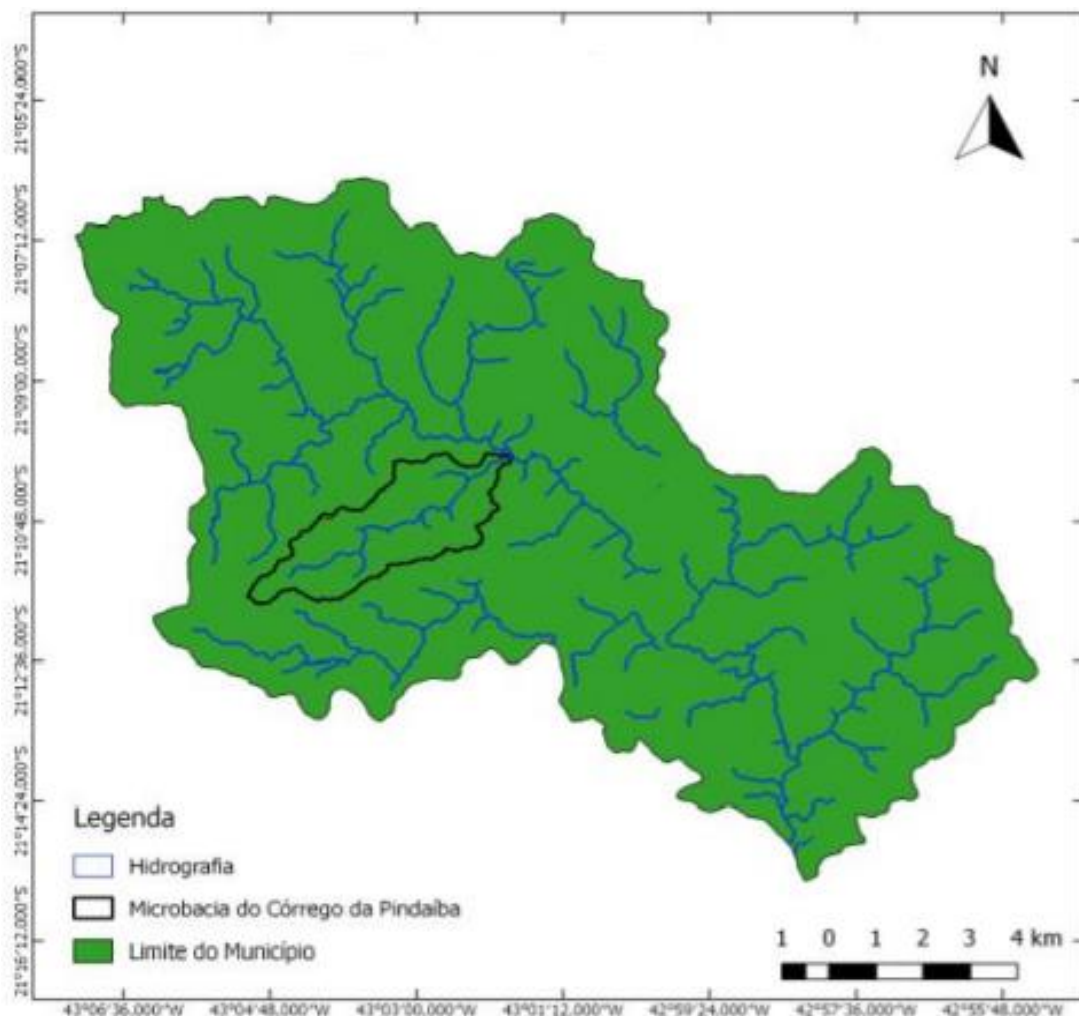 N
21°05'24.000"S
21°07'12.000"S
21°09'00.000"S
21°10'48.000"S
21°12'36.000"S
21°14'24.000"S
21°16'12.000"S
Legenda
Hidrografia
Microbacia do Córrego da Pindaíba
Limite do Município
1 0 1 2 3 4 km
43°06'36.000"W 43°04'48.000"W 43°03'00.000"W 43°01'12.000"W 42°59'24.000"W 42°57'36.000"W 42°55'48.000"W